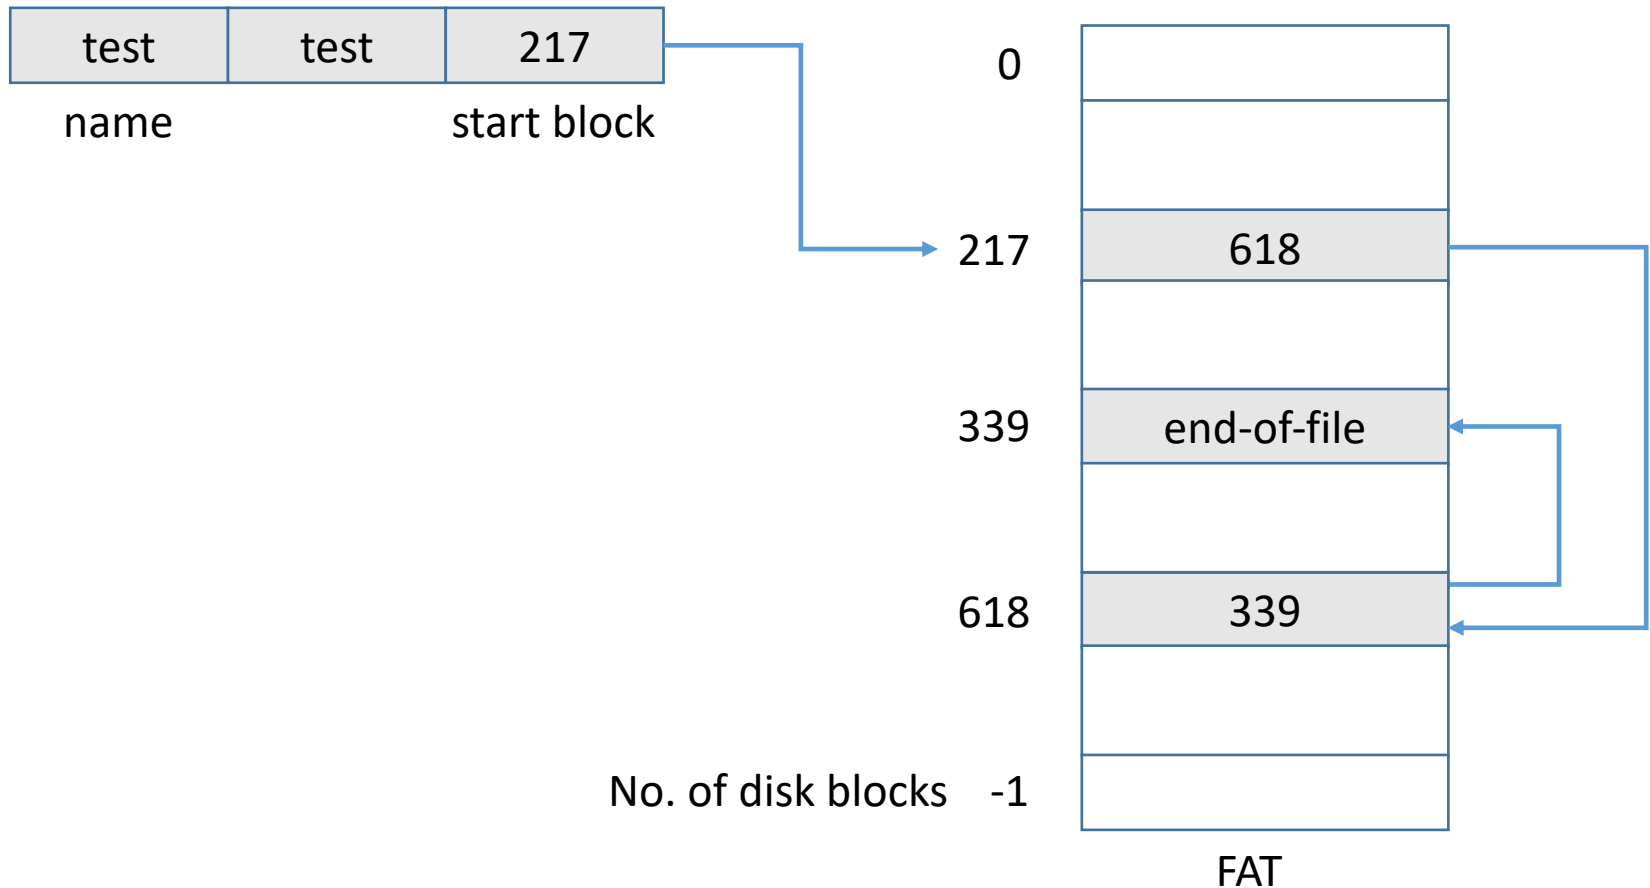 test test 217
name start block
0
217 618
339 end-of-file
618 339
No. of disk blocks -1
FAT